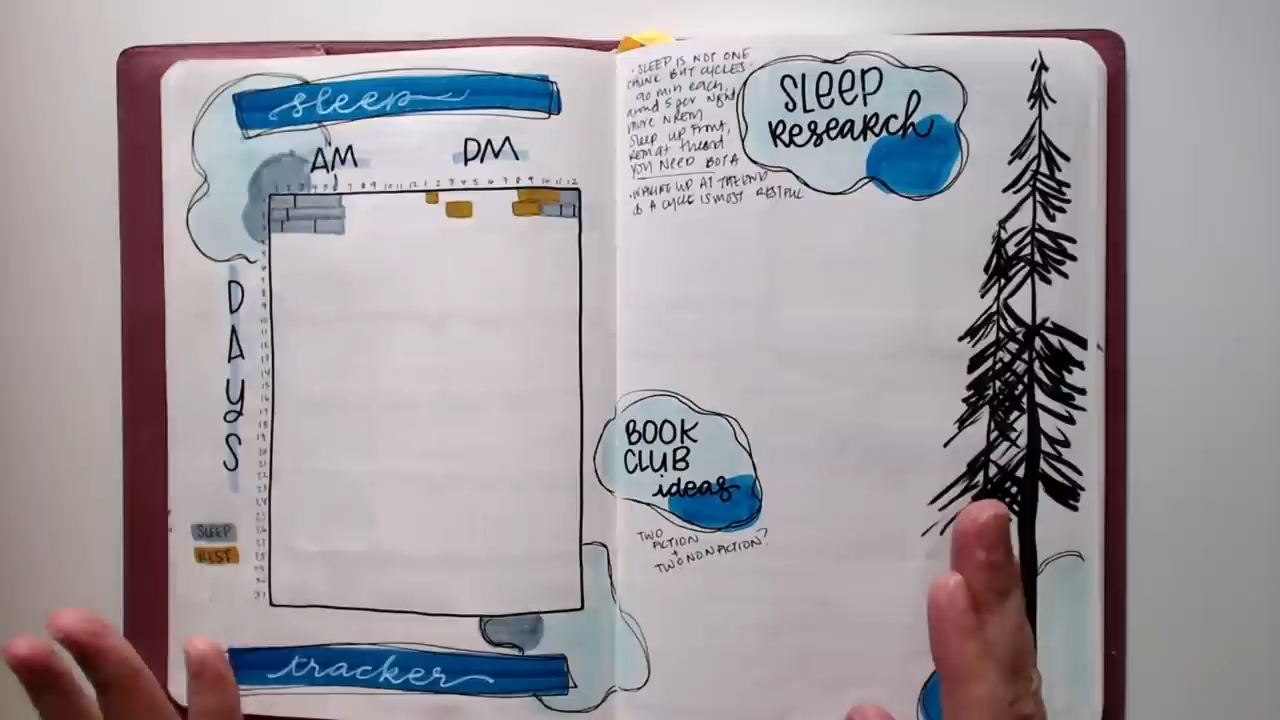 sleep
AM
PM
1 2 3 4 5 6 7 8 9 10 11 12 1 2 3 4 5 6 7 8 9 10 11 12
DAYS
SLEEP
REST
tracker
· SLEEP IS NOT ONE
CHUNK BUT CYCLES
90 min each,
around 5 per night
more NREM
Sleep up front,
REM at the end
YOU NEED BOTH
· WAKE UP AT THE END
OF A CYCLE IS MOST RESTFUL
SLEEP
RESEARCH
BOOK
CLUB
ideas
TWO
FICTION
+
TWO NONFICTION?